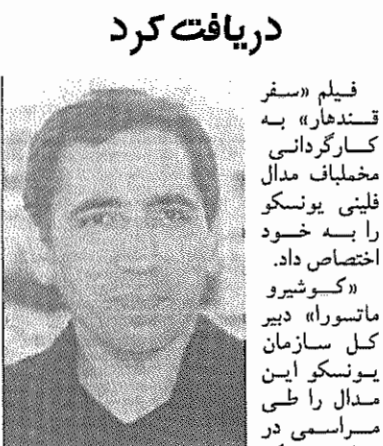 دریافت کرد
فیلم «سفر
قندهار» به
کارگردانی
مخملباف مدال
فلینی یونسکو
را به خود
اختصاص داد.
«کوشیرو
ماتسورا» دبیر
کل سازمان
یونسکو این
مدال را طی
مراسمی در